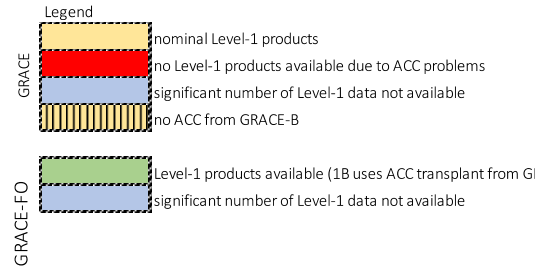 Legend
GRACE
nominal Level-1 products
no Level-1 products available due to ACC problems
significant number of Level-1 data not available
no ACC from GRACE-B
GRACE-FO
Level-1 products available (1B uses ACC transplant from
significant number of Level-1 data not available